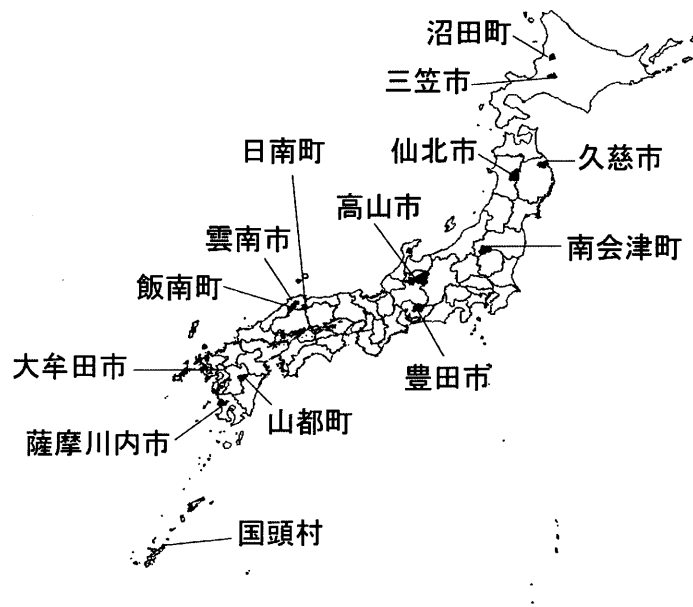 沼田町
三笠市
日南町
仙北市
久慈市
高山市
雲南市
南会津町
飯南町
大牟田市
豊田市
山都町
薩摩川内市
国頭村